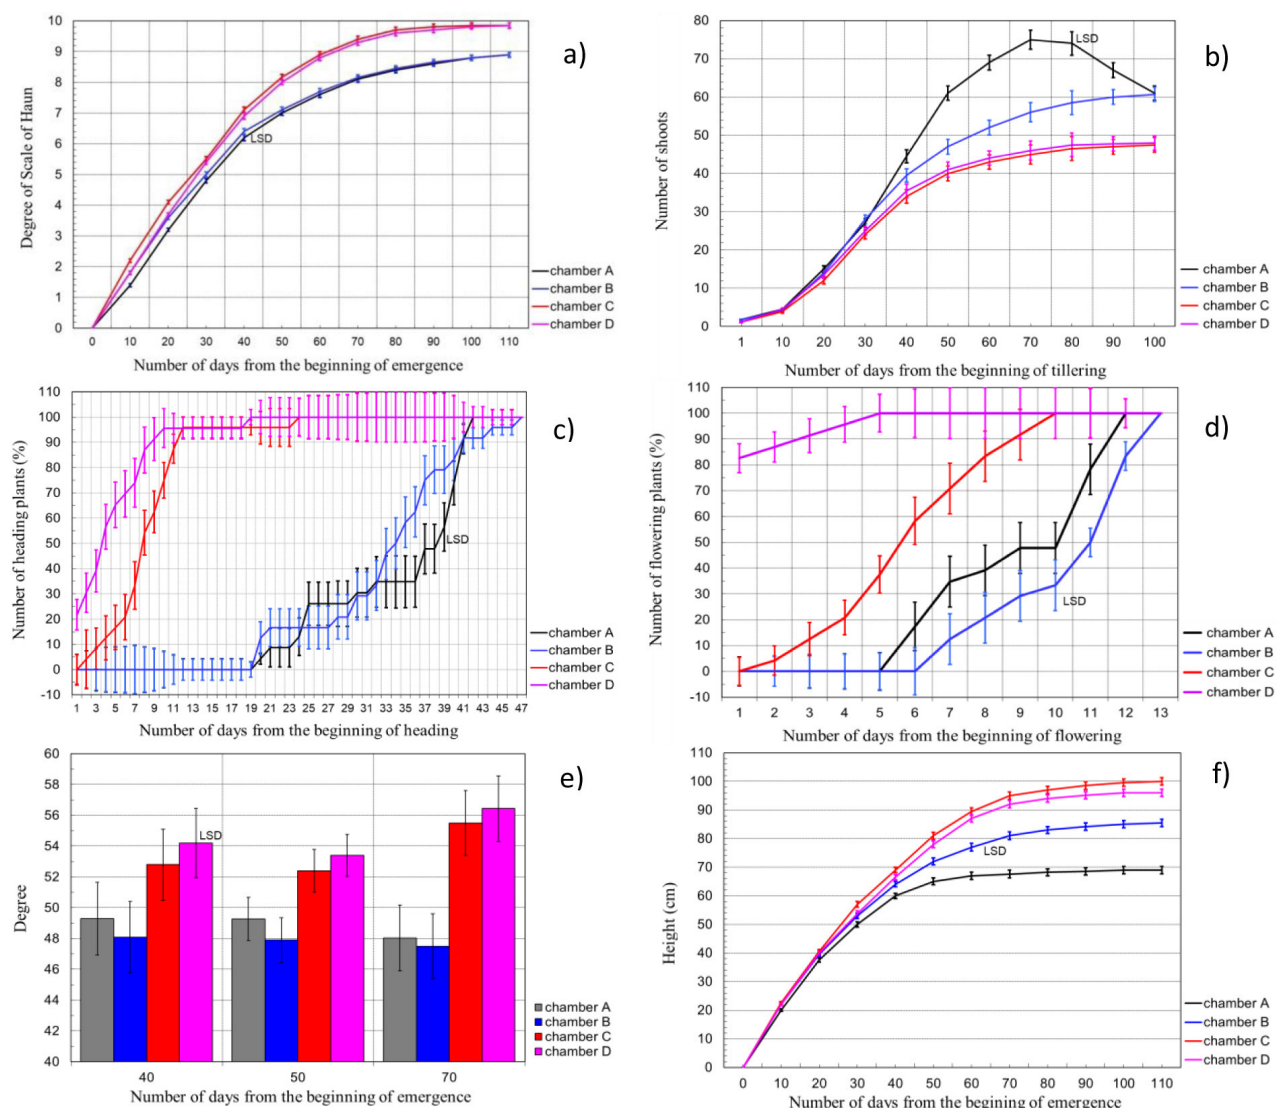 a)
Degree of Scale of Haun
10
9
8
7
6
5
4
3
2
1
0
LSD
chamber A
chamber B
chamber C
chamber D
0 10 20 30 40 50 60 70 80 90 100 110
Number of days from the beginning of emergence
b)
Number of shoots
80
70
60
50
40
30
20
10
0
LSD
chamber A
chamber B
chamber C
chamber D
1 10 20 30 40 50 60 70 80 90 100
Number of days from the beginning of tillering
c)
Number of heading plants (%)
110
100
90
80
70
60
50
40
30
20
10
0
-10
LSD
chamber A
chamber B
chamber C
chamber D
1 3 5 7 9 11 13 15 17 19 21 23 25 27 29 31 33 35 37 39 41 43 45 47
Number of days from the beginning of heading
d)
Number of flowering plants (%)
110
100
90
80
70
60
50
40
30
20
10
0
-10
LSD
chamber A
chamber B
chamber C
chamber D
1 2 3 4 5 6 7 8 9 10 11 12 13
Number of days from the beginning of flowering
e)
Degree
60
58
56
54
52
50
48
46
44
42
40
LSD
chamber A
chamber B
chamber C
chamber D
40 50 70
Number of days from the beginning of emergence
f)
Height (cm)
110
100
90
80
70
60
50
40
30
20
10
0
LSD
chamber A
chamber B
chamber C
chamber D
0 10 20 30 40 50 60 70 80 90 100 110
Number of days from the begining of emergence